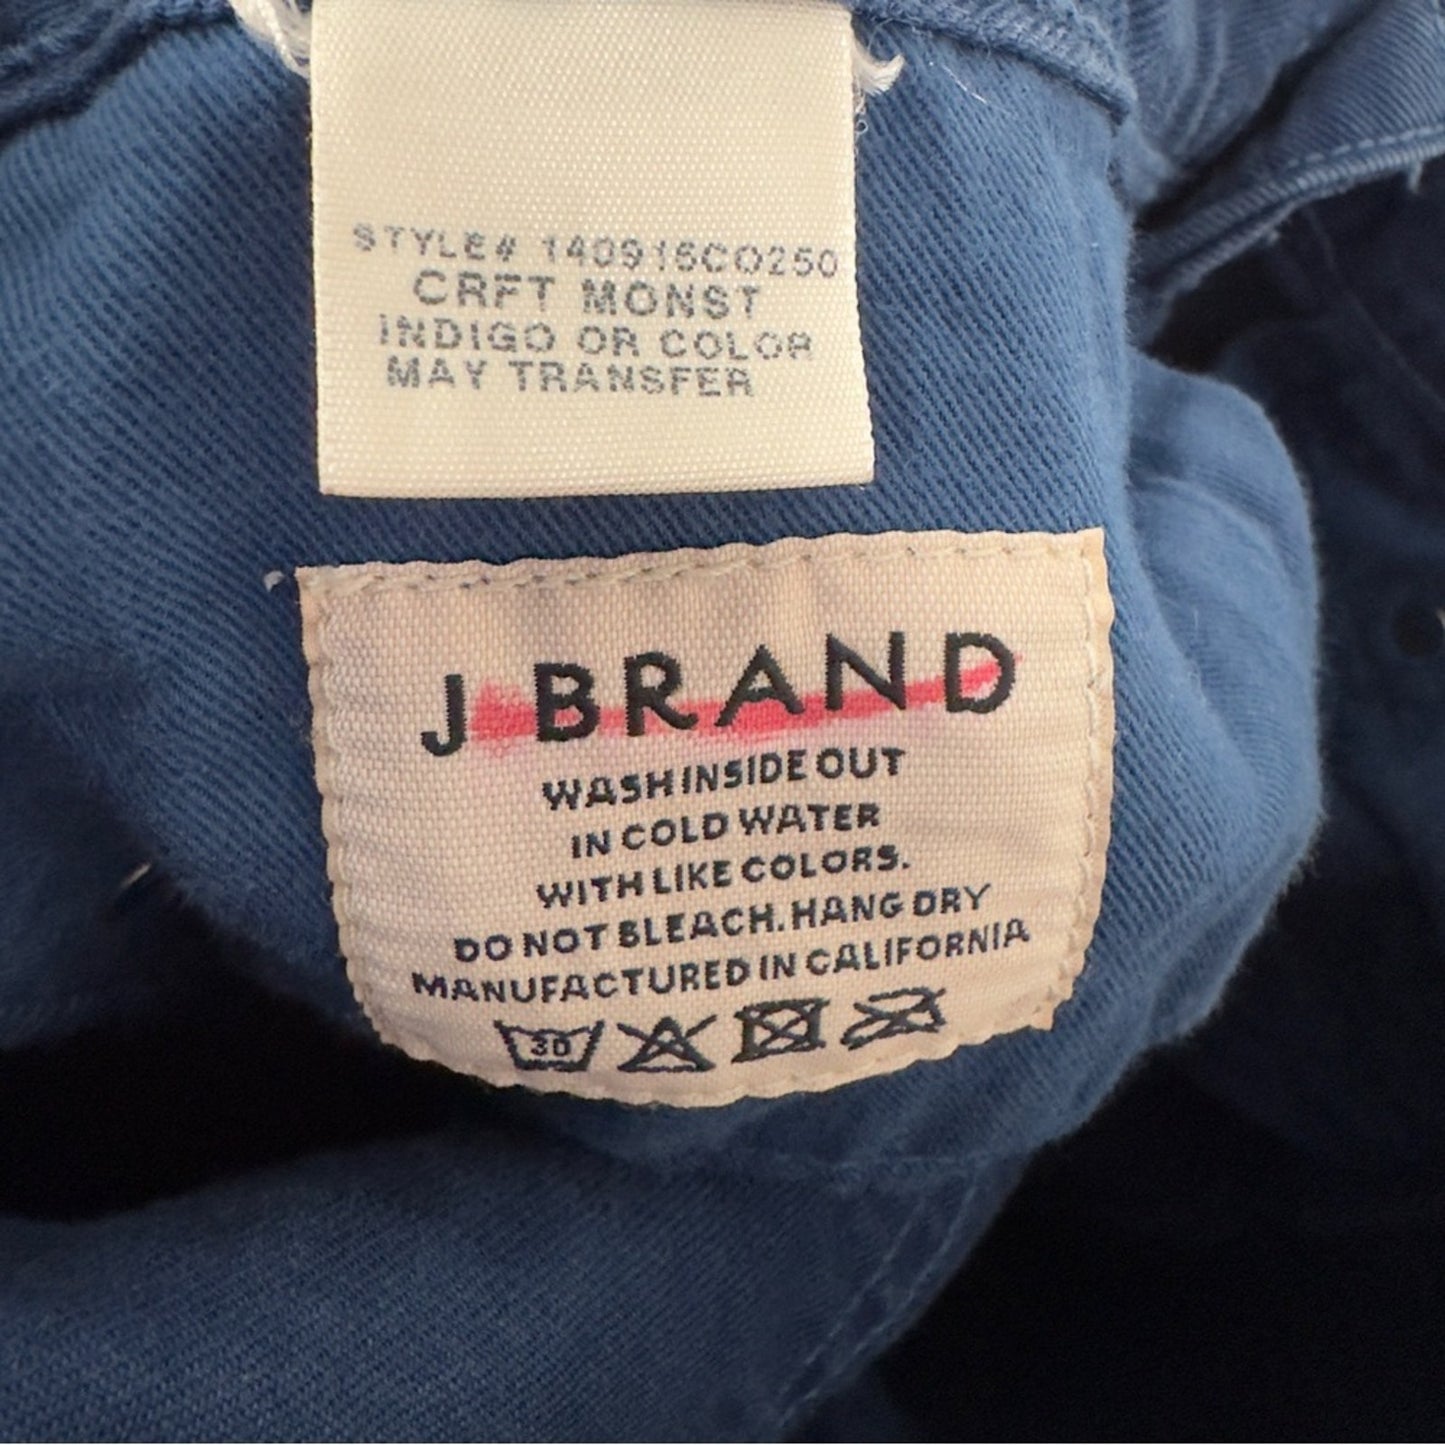 STYLE# 140916CO250
CRFT MONST
INDIGO OR COLOR
MAY TRANSFER
J BRAND
WASH INSIDE OUT
IN COLD WATER
WITH LIKE COLORS.
DO NOT BLEACH. HANG DRY
MANUFACTURED IN CALIFORNIA
30